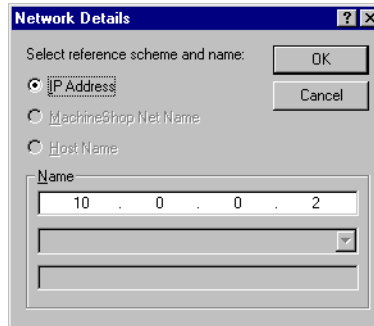 Network Details
Select reference scheme and name:
OK
IP Address
Cancel
MachineShop Net Name
Host Name
Name
10 . 0 . 0 . 2